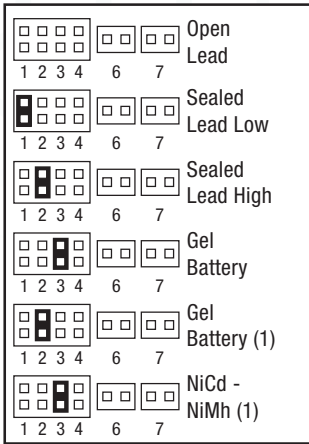 Open
Lead
1 2 3 4 6 7
Sealed
Lead Low
1 2 3 4 6 7
Sealed
Lead High
1 2 3 4 6 7
Gel
Battery
1 2 3 4 6 7
Gel
Battery (1)
1 2 3 4 6 7
NiCd -
NiMh (1)
1 2 3 4 6 7